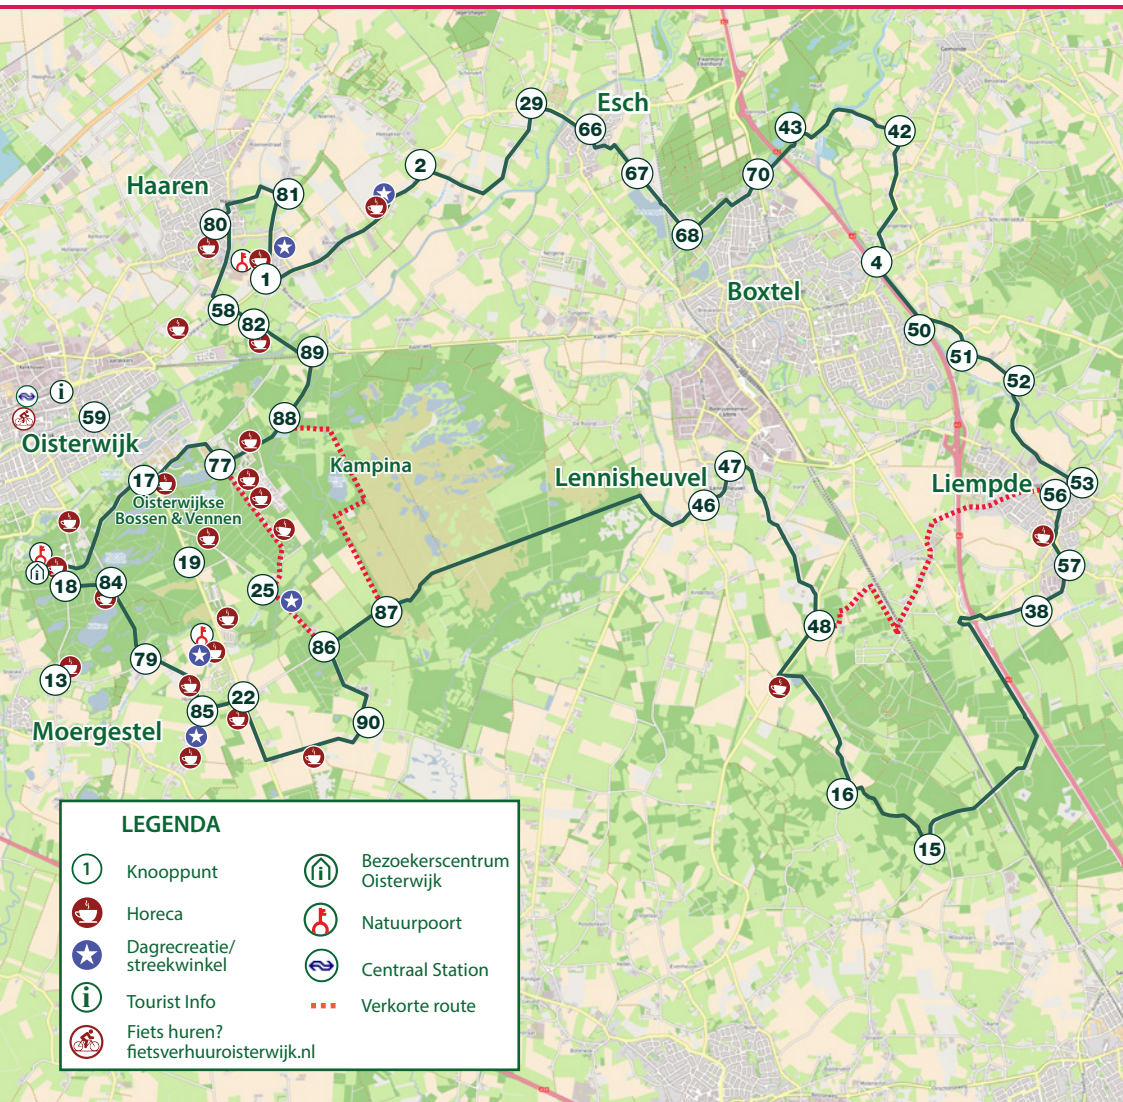 29
Esch
66
43
42
2
67
70
Haaren
81
80
68
1
4
Boxtel
58
82
50
89
51
52
i
59
88
Oisterwijk
77
Kampina
47
17
Lennisheuvel
Liempde
53
56
46
Oisterwijkse
Bossen & Vennen
19
57
i
18
84
25
87
38
48
86
79
13
22
85
90
Moergestel
16
15
LEGENDA
1
Knooppunt
Horeca
Dagrecreatie/
streekwinkel
i
Tourist Info
Fiets huren?
fietsverhuuroisterwijk.nl
i
Bezoekerscentrum
Oisterwijk
Natuurpoort
Centraal Station
Verkorte route